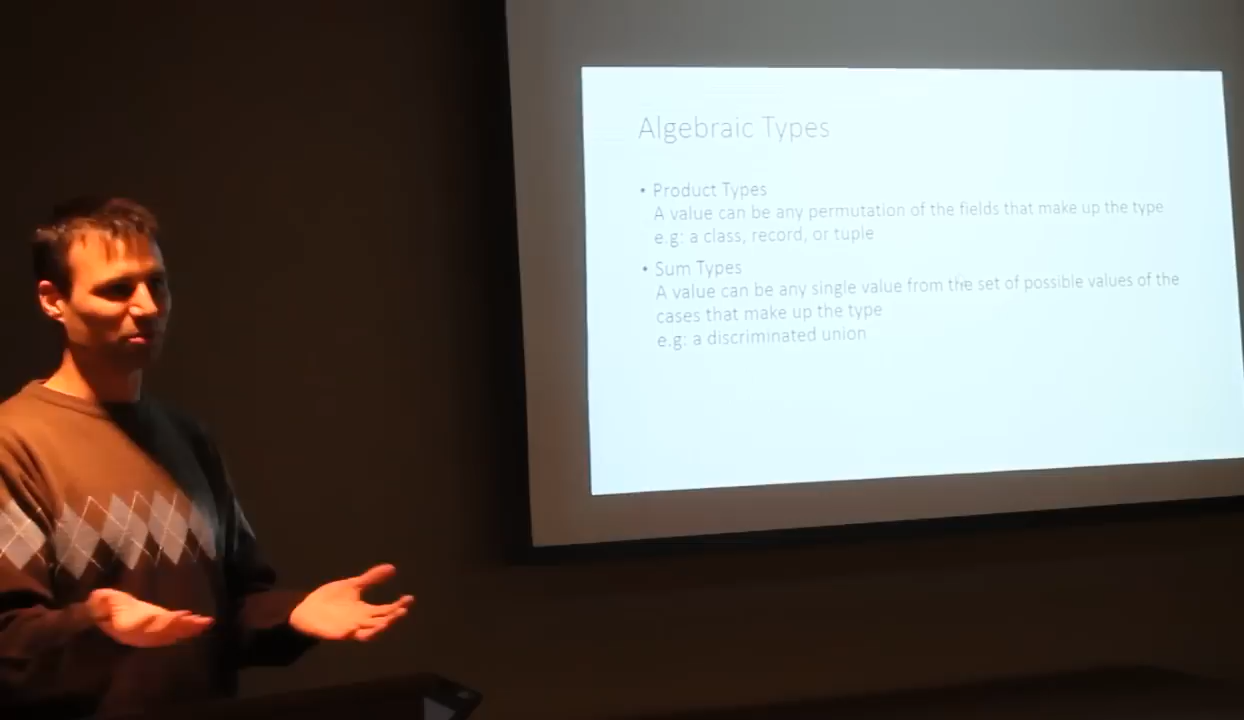 Algebraic Types
• Product Types
A value can be any permutation of the fields that make up the type
e.g: a class, record, or tuple
• Sum Types
A value can be any single value from the set of possible values of the
cases that make up the type
e.g: a discriminated union